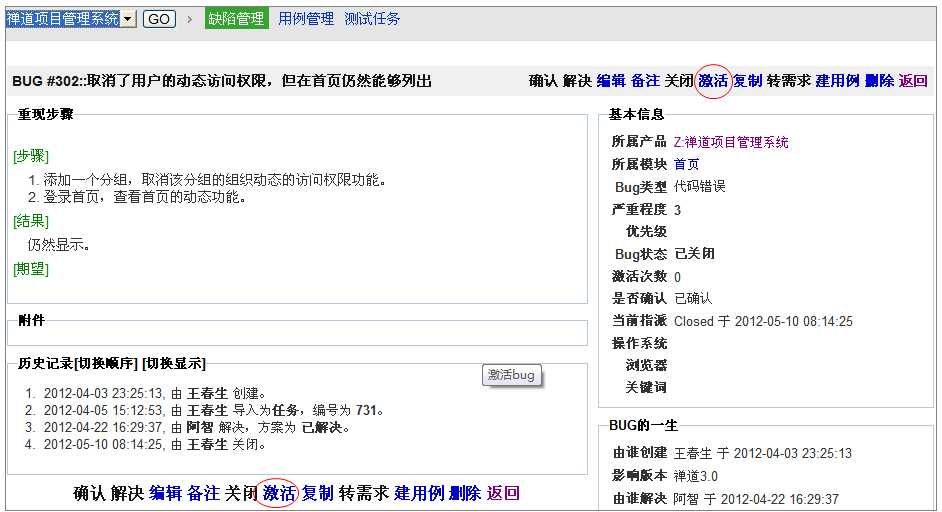 禅道项目管理系统 GO › 缺陷管理 用例管理 测试任务
BUG #302::取消了用户的动态访问权限，但在首页仍然能够列出
确认 解决 编辑 备注 关闭 激活 复制 转需求 建用例 删除 返回
重现步骤
[步骤]
1. 添加一个分组，取消该分组的组织动态的访问权限功能。
2. 登录首页，查看首页的动态功能。
[结果]
仍然显示。
[期望]
附件
历史记录[切换顺序] [切换显示]
激活bug
1. 2012-04-03 23:25:13, 由 王春生 创建。
2. 2012-04-05 15:12:53, 由 王春生 导入为任务，编号为 731。
3. 2012-04-22 16:29:37, 由 阿智 解决，方案为 已解决。
4. 2012-05-10 08:14:25, 由 王春生 关闭。
确认 解决 编辑 备注 关闭 激活 复制 转需求 建用例 删除 返回
基本信息
所属产品 Z:禅道项目管理系统
所属模块 首页
Bug类型 代码错误
严重程度 3
优先级
Bug状态 已关闭
激活次数 0
是否确认 已确认
当前指派 Closed 于 2012-05-10 08:14:25
操作系统
浏览器
关键词
BUG的一生
由谁创建 王春生 于 2012-04-03 23:25:13
影响版本 禅道3.0
由谁解决 阿智 于 2012-04-22 16:29:37